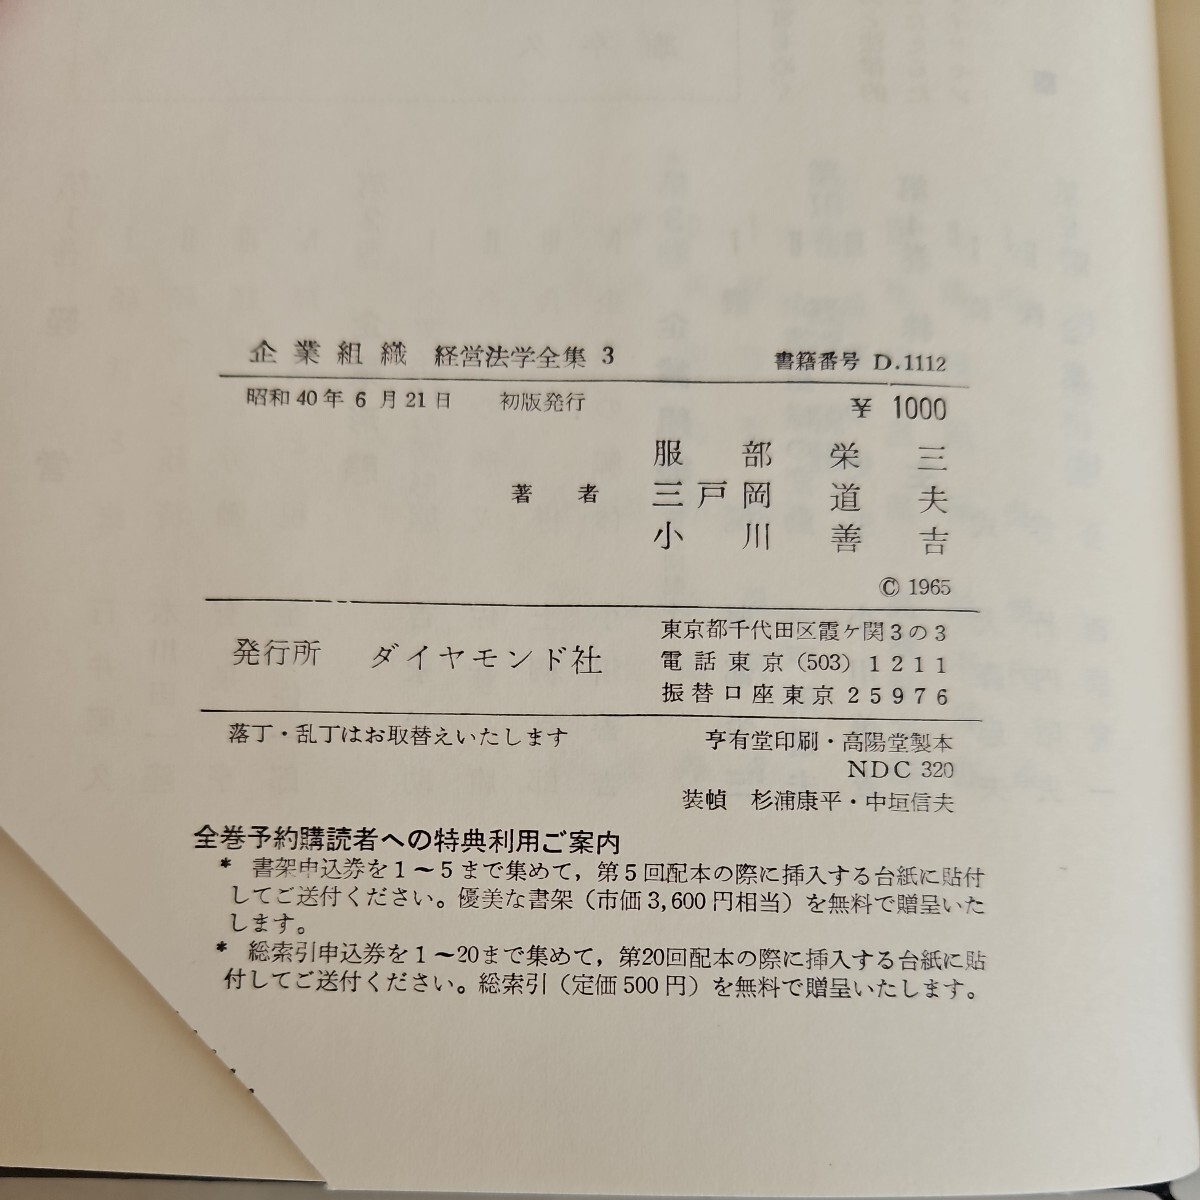 企業組織 経営法学全集 3 書籍番号 D.1112
昭和40年6月21日 初版発行 ¥ 1000
服部栄三
著者 三戸岡道夫
小川善吉
© 1965
発行所 ダイヤモンド社
東京都千代田区霞ヶ関3の3
電話東京(503)1211
振替口座東京25976
落丁・乱丁はお取替えいたします
亨有堂印刷・高陽堂製本
NDC 320
装幀 杉浦康平・中垣信夫
全巻予約購読者への特典利用ご案内
* 書架申込券を1〜5まで集めて，第5回配本の際に挿入する台紙に貼付
してご送付ください。優美な書架（市価3,600円相当）を無料で贈呈いた
します。
* 総索引申込券を1〜20まで集めて，第20回配本の際に挿入する台紙に貼
付してご送付ください。総索引（定価500円）を無料で贈呈いたします。